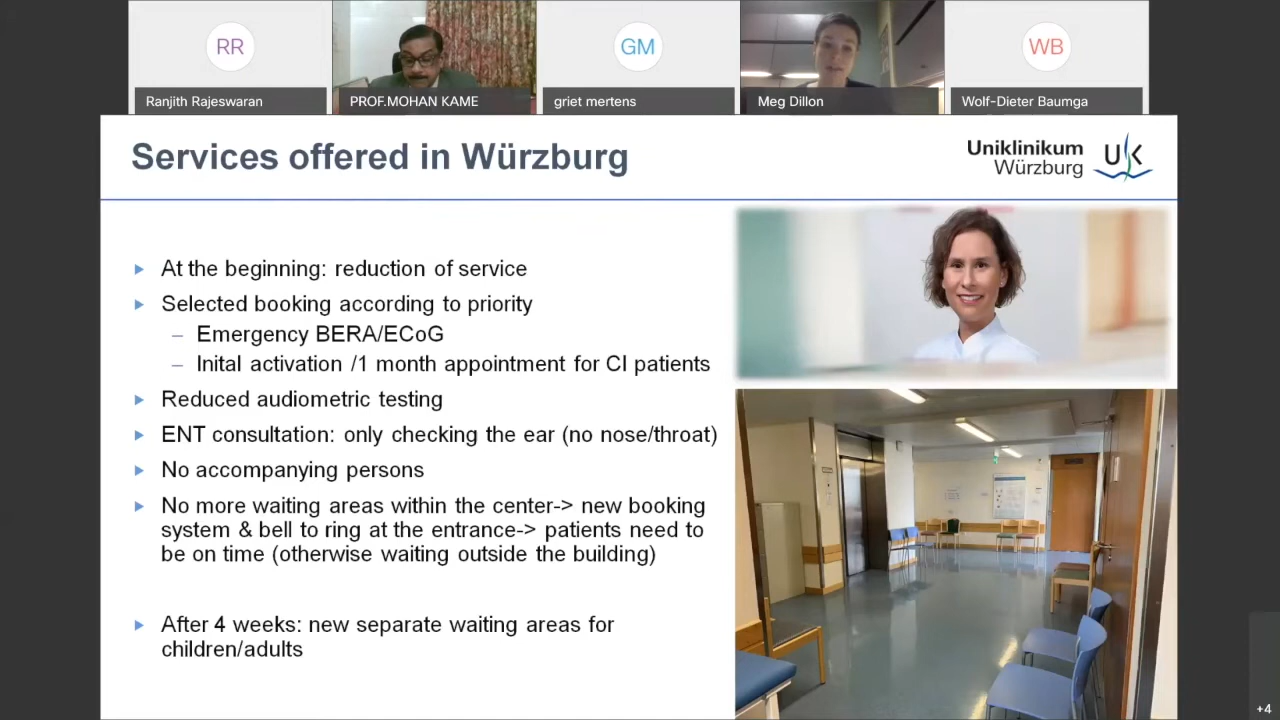 RR
GM
WB
Ranjith Rajeswaran
PROF.MOHAN KAME
griet mertens
Meg Dillon
Wolf-Dieter Baumga
Services offered in Würzburg
Uniklinikum
Würzburg
UK
At the beginning: reduction of service
Selected booking according to priority
– Emergency BERA/ECoG
– Inital activation /1 month appointment for CI patients
Reduced audiometric testing
ENT consultation: only checking the ear (no nose/throat)
No accompanying persons
No more waiting areas within the center-> new booking
system & bell to ring at the entrance-> patients need to
be on time (otherwise waiting outside the building)
After 4 weeks: new separate waiting areas for
children/adults
+4